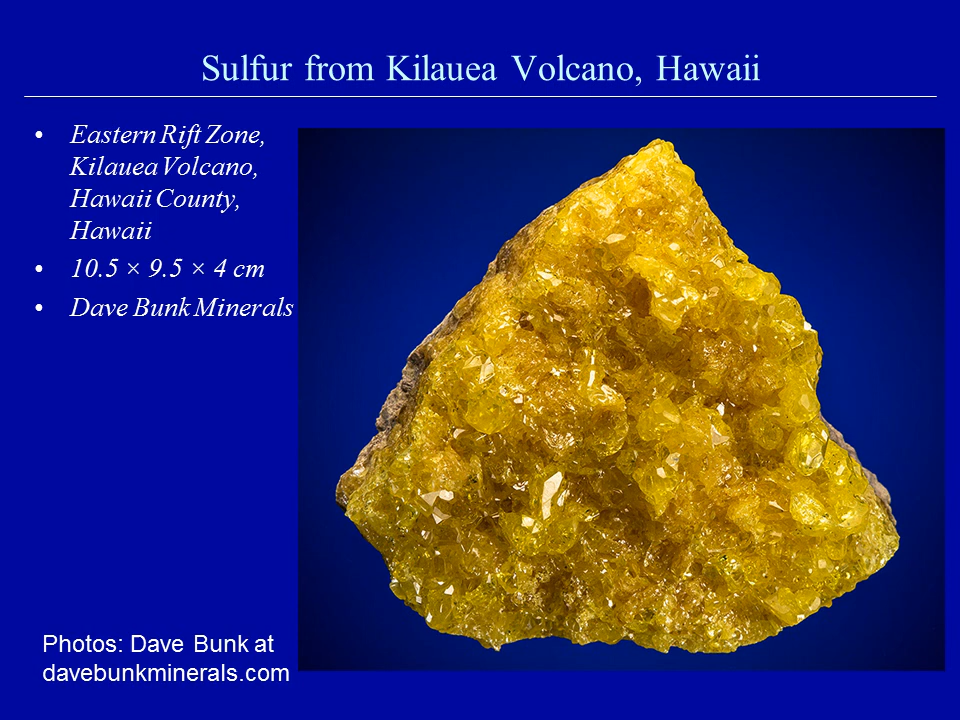 Sulfur from Kilauea Volcano, Hawaii
• Eastern Rift Zone,
Kilauea Volcano,
Hawaii County,
Hawaii
• 10.5 × 9.5 × 4 cm
• Dave Bunk Minerals
Photos: Dave Bunk at
davebunkminerals.com